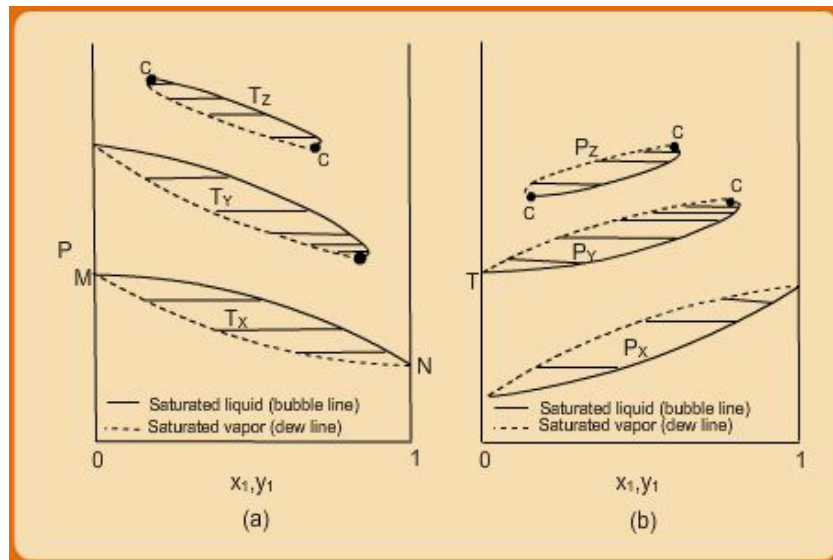 C
T_Z
C
T_Y
P
M
T_X
N
Saturated liquid (bubble line)
Saturated vapor (dew line)
0
1
x₁,y₁
(a)
C
P_Z
C
C
T
P_Y
P_X
Saturated liquid (bubble line)
Saturated vapor (dew line)
0
1
x₁,y₁
(b)